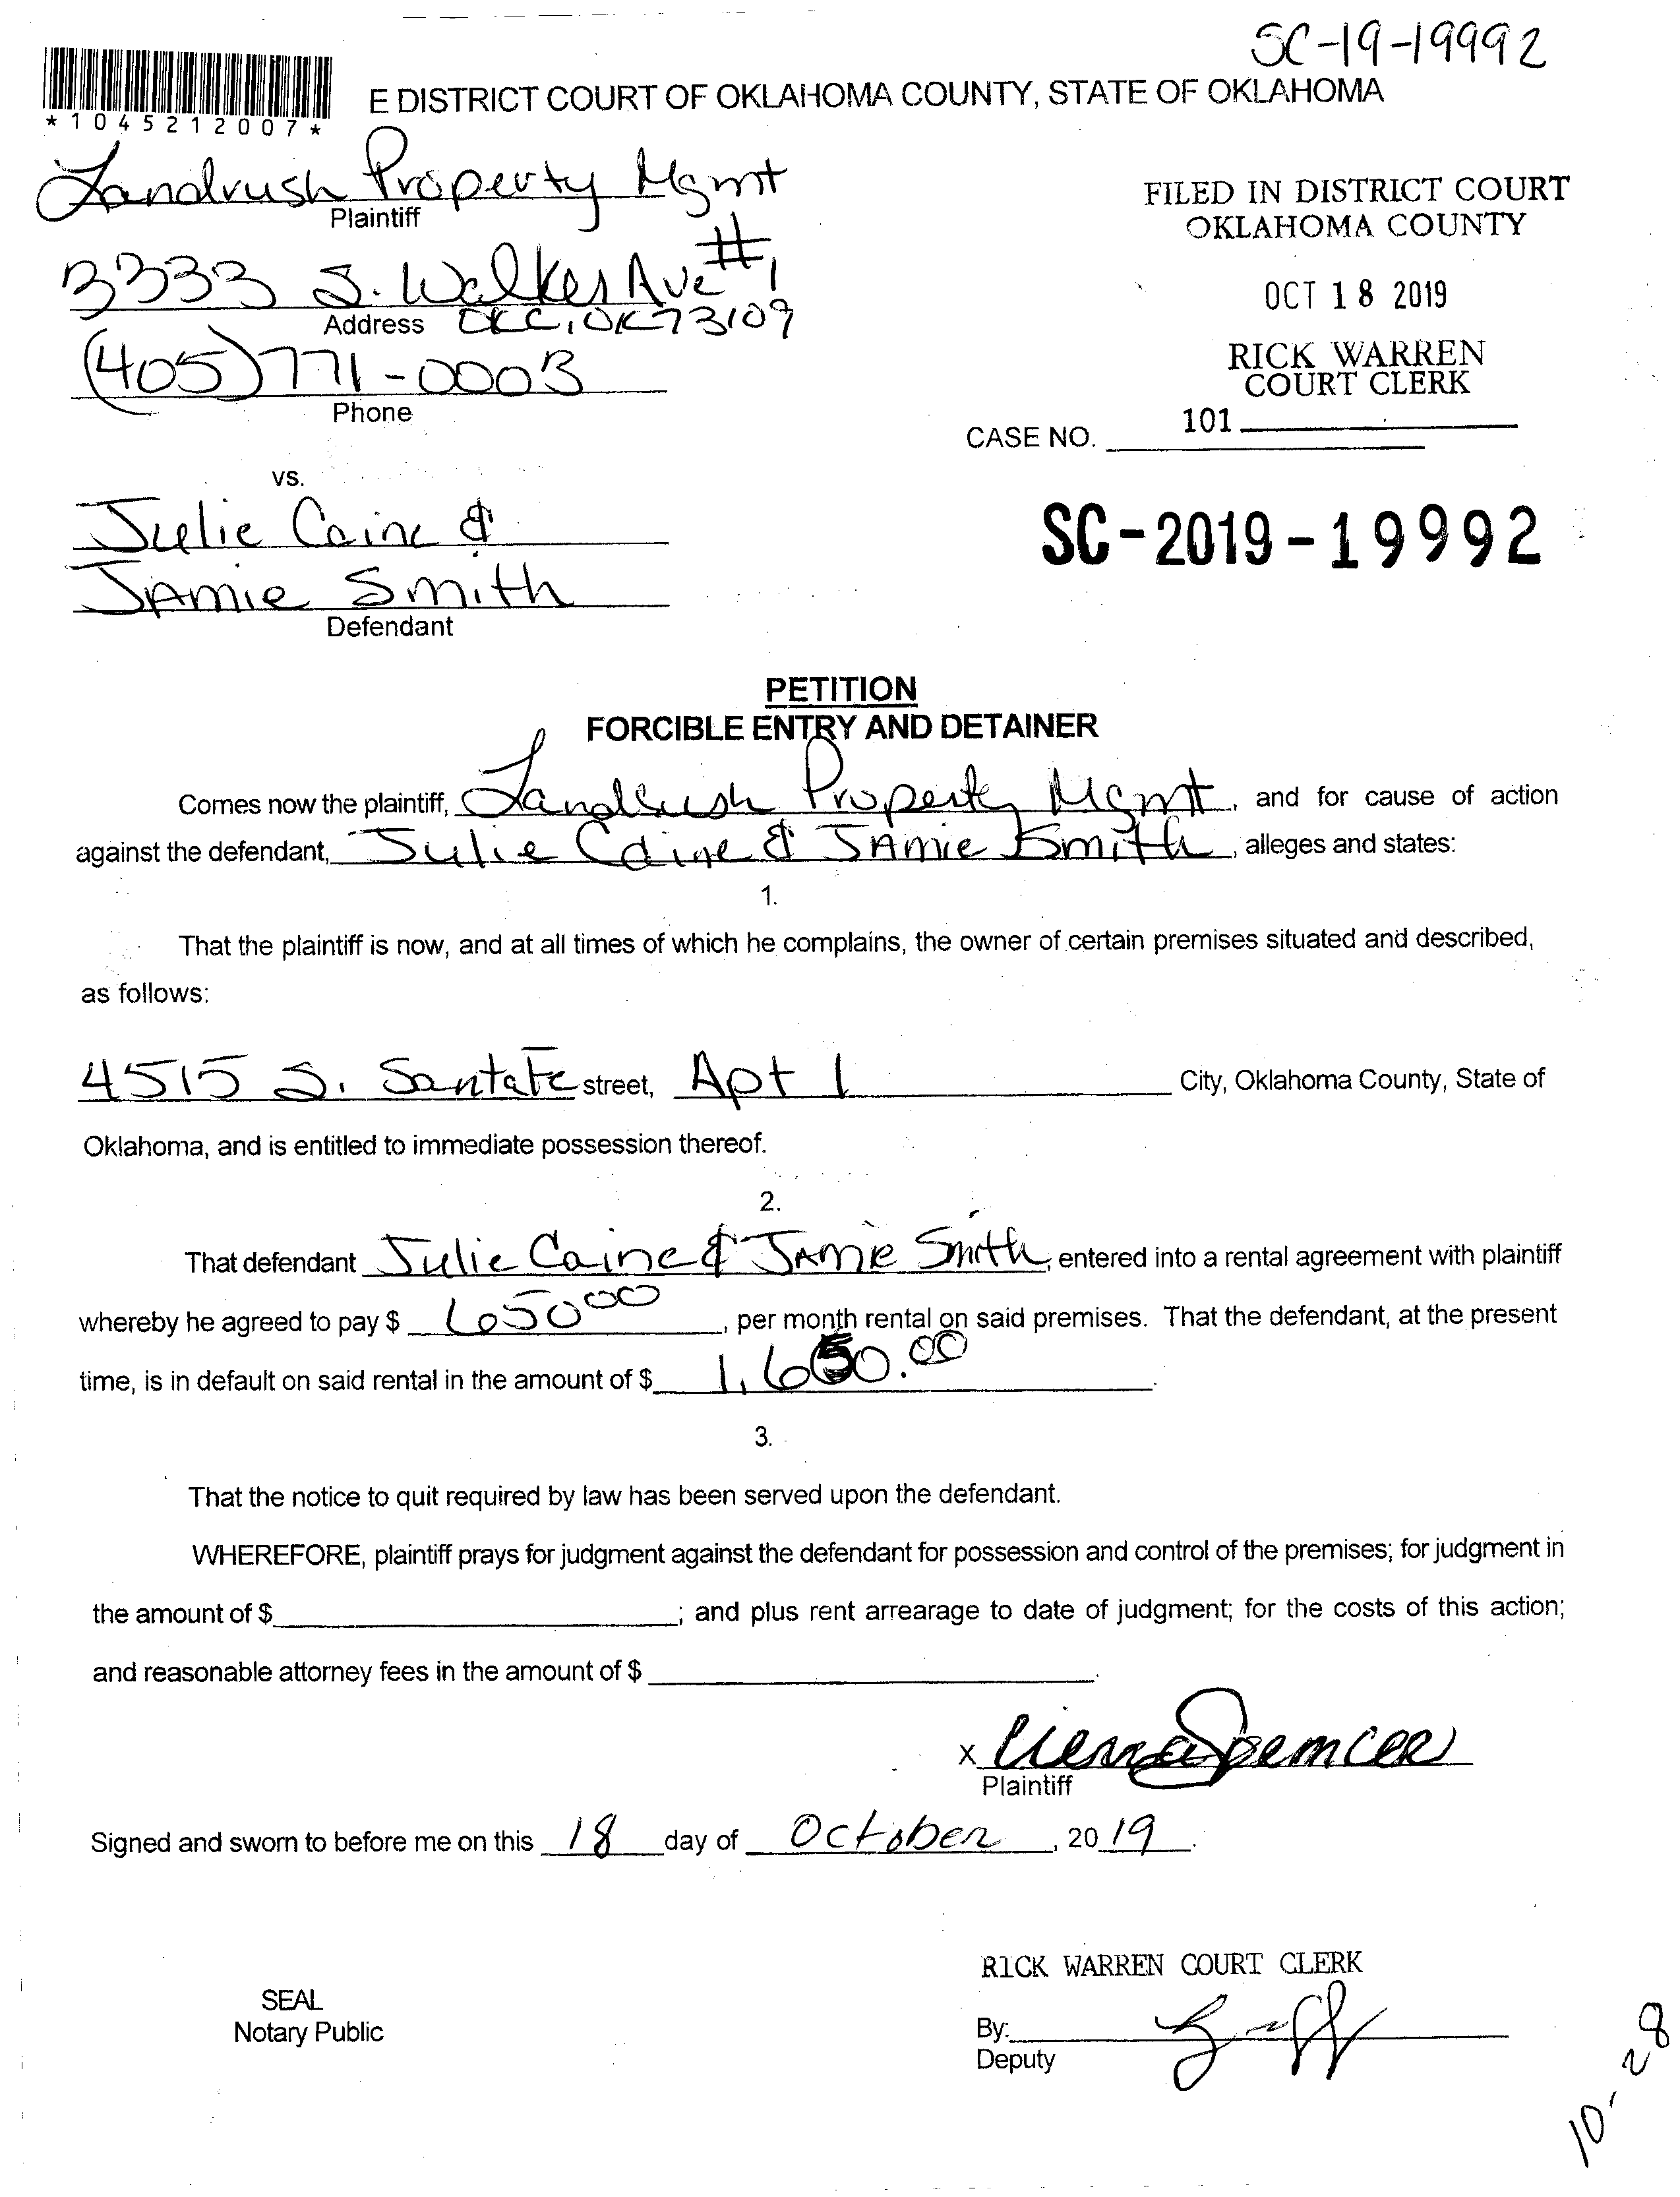 SC-19-19992
*1045212007*
E DISTRICT COURT OF OKLAHOMA COUNTY, STATE OF OKLAHOMA
Landrush Property Mgmt
Plaintiff
3333 S. Walker Ave #1
Address OKC, OK 73109
(405) 771-0003
Phone
FILED IN DISTRICT COURT
OKLAHOMA COUNTY
OCT 18 2019
RICK WARREN
COURT CLERK
101
CASE NO.
vs.
Julie Caine &
JAmie Smith
Defendant
SC-2019-19992
PETITION
FORCIBLE ENTRY AND DETAINER
Comes now the plaintiff, Landrush Property Mgmt, and for cause of action
against the defendant, Julie Caine & JAmie Smith, alleges and states:
1.
That the plaintiff is now, and at all times of which he complains, the owner of certain premises situated and described,
as follows:
4515 S. SantaFe street, Apt 1 City, Oklahoma County, State of
Oklahoma, and is entitled to immediate possession thereof.
2.
That defendant Julie Caine & JAmie Smith, entered into a rental agreement with plaintiff
whereby he agreed to pay $ 650 00, per month rental on said premises. That the defendant, at the present
time, is in default on said rental in the amount of $ 1,650.00.
3.
That the notice to quit required by law has been served upon the defendant.
WHEREFORE, plaintiff prays for judgment against the defendant for possession and control of the premises; for judgment in
the amount of $ ; and plus rent arrearage to date of judgment; for the costs of this action;
and reasonable attorney fees in the amount of $ .
X Spencer
Plaintiff
Signed and sworn to before me on this 18 day of October, 2019.
RICK WARREN COURT CLERK
SEAL
Notary Public
By:
Deputy
10-28